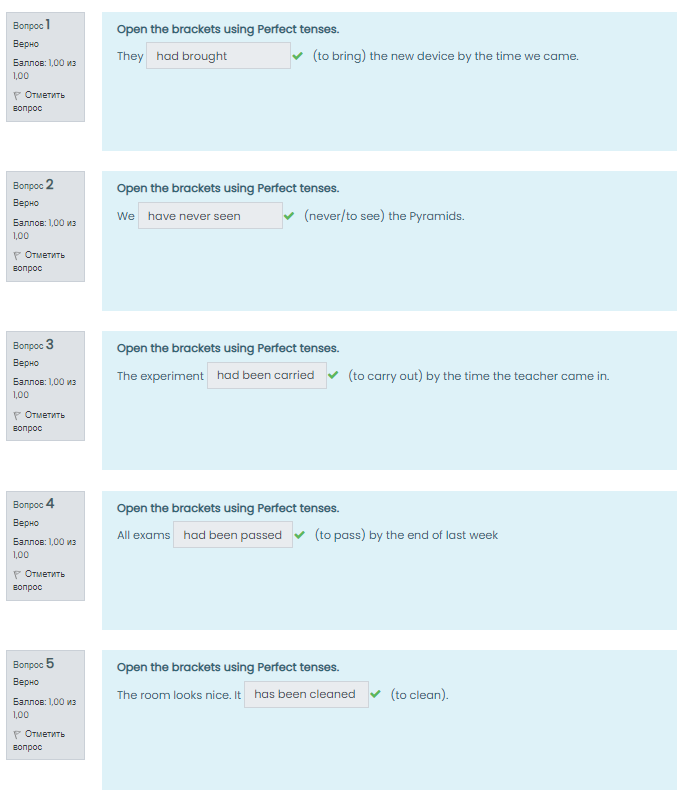 Вопрос 1
Верно
Баллов: 1,00 из
1,00
Отметить
вопрос
Open the brackets using Perfect tenses.
They had brought (to bring) the new device by the time we came.
Вопрос 2
Верно
Баллов: 1,00 из
1,00
Отметить
вопрос
Open the brackets using Perfect tenses.
We have never seen (never/to see) the Pyramids.
Вопрос 3
Верно
Баллов: 1,00 из
1,00
Отметить
вопрос
Open the brackets using Perfect tenses.
The experiment had been carried (to carry out) by the time the teacher came in.
Вопрос 4
Верно
Баллов: 1,00 из
1,00
Отметить
вопрос
Open the brackets using Perfect tenses.
All exams had been passed (to pass) by the end of last week
Вопрос 5
Верно
Баллов: 1,00 из
1,00
Отметить
вопрос
Open the brackets using Perfect tenses.
The room looks nice. It has been cleaned (to clean).